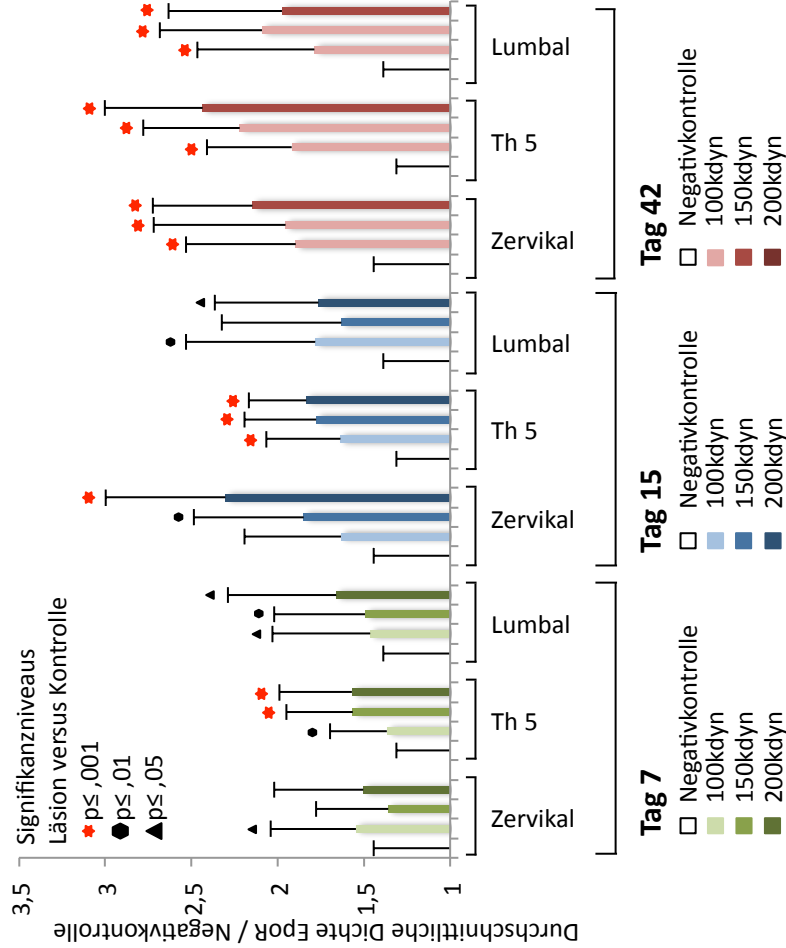 Durchschnittliche Dichte EpoR / Negativkontrolle
3,5
3
2,5
2
1,5
1
Signifikanzniveaus
Läsion versus Kontrolle
p≤ ,001
p≤ ,01
p≤ ,05
Zervikal
Th 5
Lumbal
Zervikal
Th 5
Lumbal
Zervikal
Th 5
Lumbal
Tag 7
Negativkontrolle
100kdyn
150kdyn
200kdyn
Tag 15
Negativkontrolle
100kdyn
150kdyn
200kdyn
Tag 42
Negativkontrolle
100kdyn
150kdyn
200kdyn